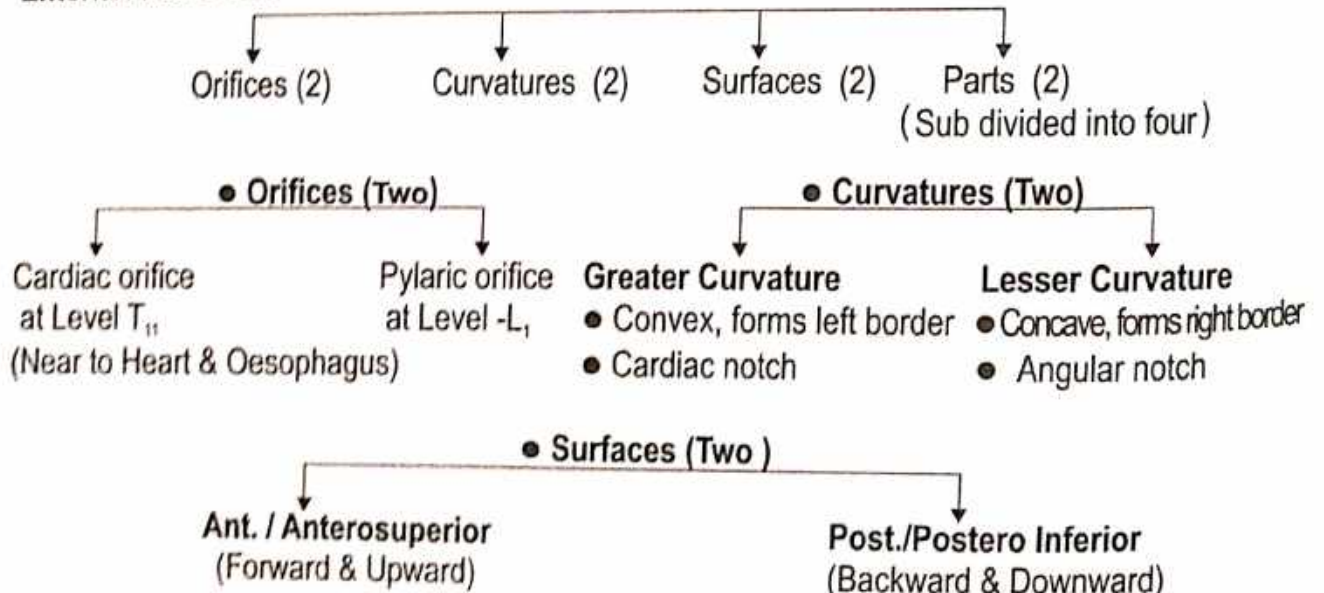 Orifices (2) Curvatures (2) Surfaces (2) Parts (2)
(Sub divided into four)
● Orifices (Two) ● Curvatures (Two)
Cardiac orifice Pylaric orifice Greater Curvature Lesser Curvature
at Level T₁₁ at Level -L₁ ● Convex, forms left border ● Concave, forms right border
(Near to Heart & Oesophagus) ● Cardiac notch ● Angular notch
● Surfaces (Two )
Ant. / Anterosuperior Post./Postero Inferior
(Forward & Upward) (Backward & Downward)